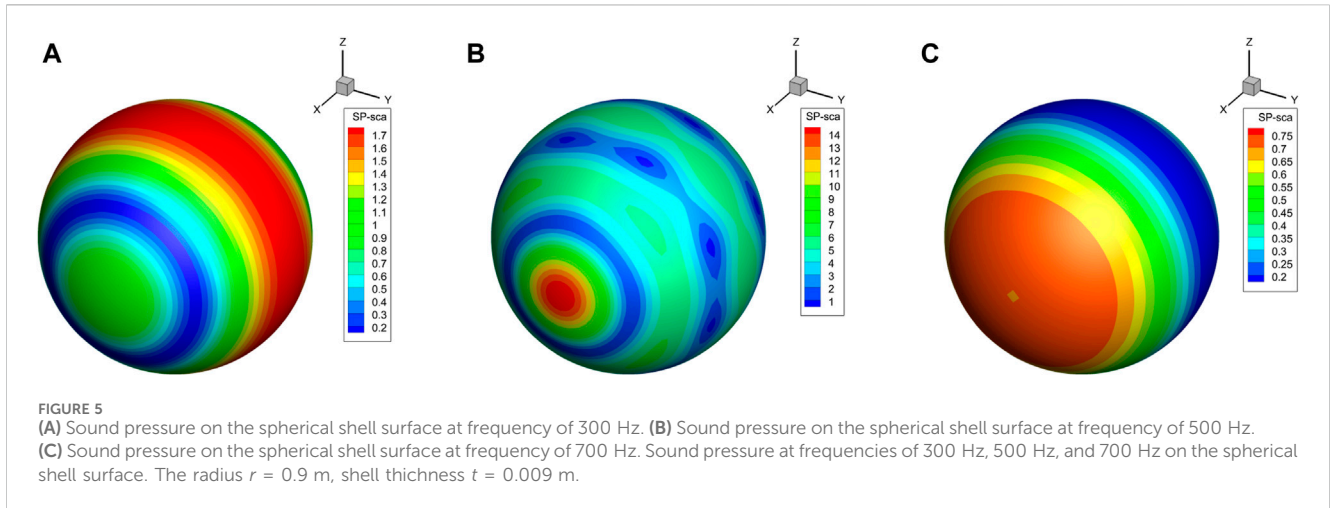 A
Z
X
Y
SP-sca
1.7
1.6
1.5
1.4
1.3
1.2
1.1
1
0.9
0.8
0.7
0.6
0.5
0.4
0.3
0.2
B
Z
X
Y
SP-sca
14
13
12
11
10
9
8
7
6
5
4
3
2
1
C
Z
X
Y
SP-sca
0.75
0.7
0.65
0.6
0.55
0.5
0.45
0.4
0.35
0.3
0.25
0.2
FIGURE 5
(A) Sound pressure on the spherical shell surface at frequency of 300 Hz. (B) Sound pressure on the spherical shell surface at frequency of 500 Hz.
(C) Sound pressure on the spherical shell surface at frequency of 700 Hz. Sound pressure at frequencies of 300 Hz, 500 Hz, and 700 Hz on the spherical
shell surface. The radius r = 0.9 m, shell thichness t = 0.009 m.